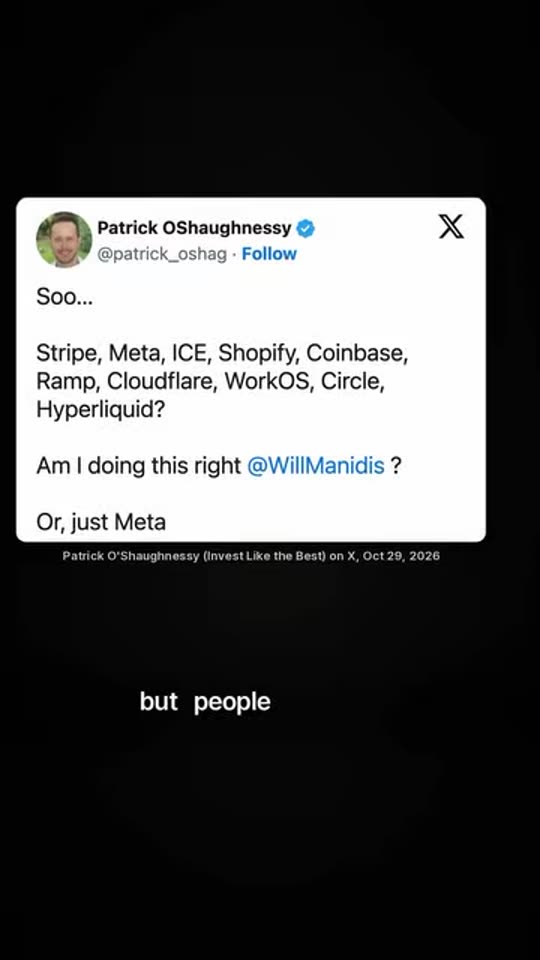 Patrick OShaughnessy
@patrick_oshag · Follow
Soo...
Stripe, Meta, ICE, Shopify, Coinbase,
Ramp, Cloudflare, WorkOS, Circle,
Hyperliquid?
Am I doing this right @WillManidis ?
Or, just Meta
Patrick O'Shaughnessy (Invest Like the Best) on X, Oct 29, 2026
but people